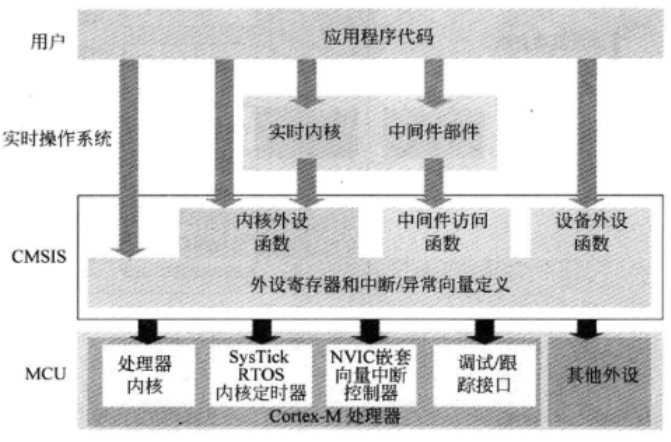 用户
应用程序代码
实时操作系统
实时内核
中间件部件
CMSIS
内核外设
函数
中间件访问
函数
设备外设
函数
外设寄存器和中断/异常向量定义
MCU
处理器
内核
SysTick
RTOS
内核定时器
NVIC嵌套
向量中断
控制器
调试/跟
踪接口
其他外设
Cortex-M 处理器